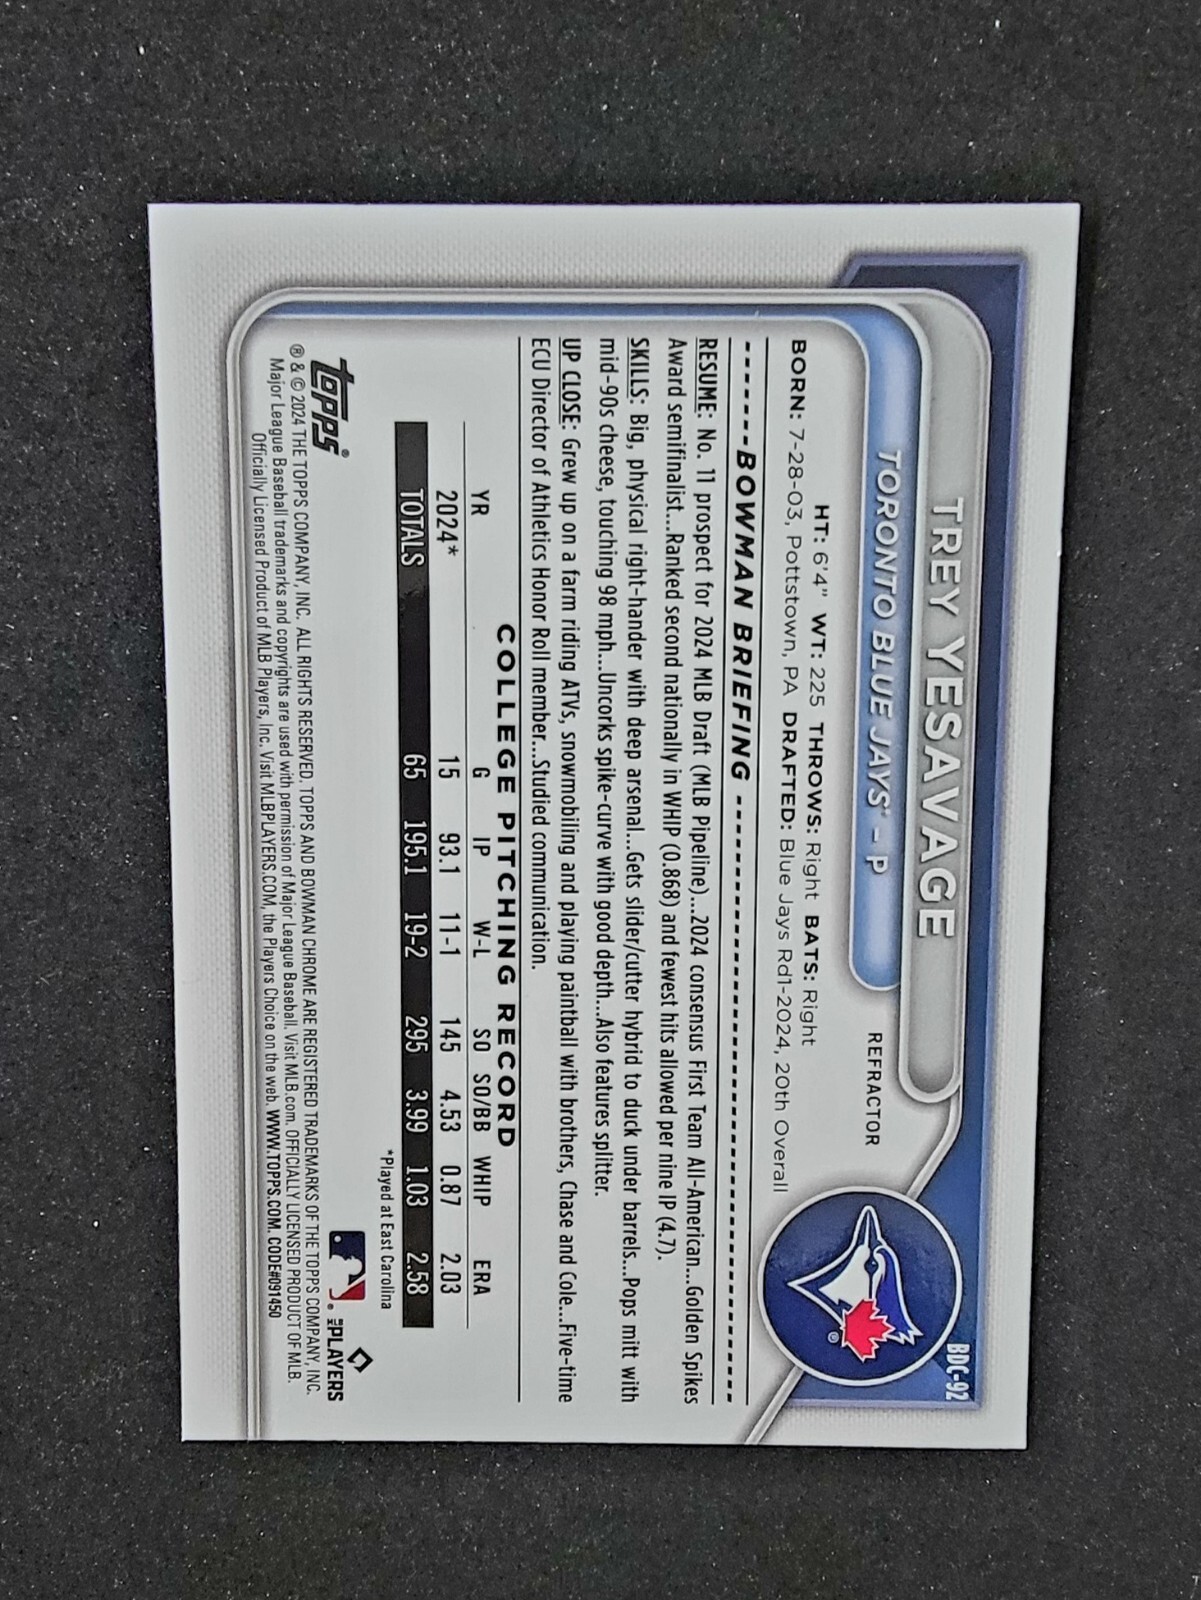 BDC-92
TREY YESAVAGE
TORONTO BLUE JAYS® - P
REFRACTOR
HT: 6'4" WT: 225 THROWS: Right BATS: Right
BORN: 7-28-03, Pottstown, PA DRAFTED: Blue Jays Rd1-2024, 20th Overall
BOWMAN BRIEFING
RESUME: No. 11 prospect for 2024 MLB Draft (MLB Pipeline)...2024 consensus First Team All-American...Golden Spikes
Award semifinalist...Ranked second nationally in WHIP (0.868) and fewest hits allowed per nine IP (4.7).
SKILLS: Big, physical right-hander with deep arsenal...Gets slider/cutter hybrid to duck under barrels...Pops mitt with
mid-90s cheese, touching 98 mph...Uncorks spike-curve with good depth...Also features splitter.
UP CLOSE: Grew up on a farm riding ATVs, snowmobiling and playing paintball with brothers, Chase and Cole...Five-time
ECU Director of Athletics Honor Roll member...Studied communication.
COLLEGE PITCHING RECORD
YR G IP W-L SO SO/BB WHIP ERA
2024* 15 93.1 11-1 145 4.53 0.87 2.03
TOTALS 65 195.1 19-2 295 3.99 1.03 2.58
*Played at East Carolina
topps®
MLB PLAYERS
® & © 2024 THE TOPPS COMPANY, INC. ALL RIGHTS RESERVED. TOPPS AND BOWMAN CHROME ARE REGISTERED TRADEMARKS OF THE TOPPS COMPANY, INC.
Major League Baseball trademarks and copyrights are used with permission of Major League Baseball. Visit MLB.com. OFFICIALLY LICENSED PRODUCT OF MLB
Officially Licensed Product of MLB Players, Inc. Visit MLBPLAYERS.COM, the Players Choice on the web. WWW.TOPPS.COM. CODE#091450